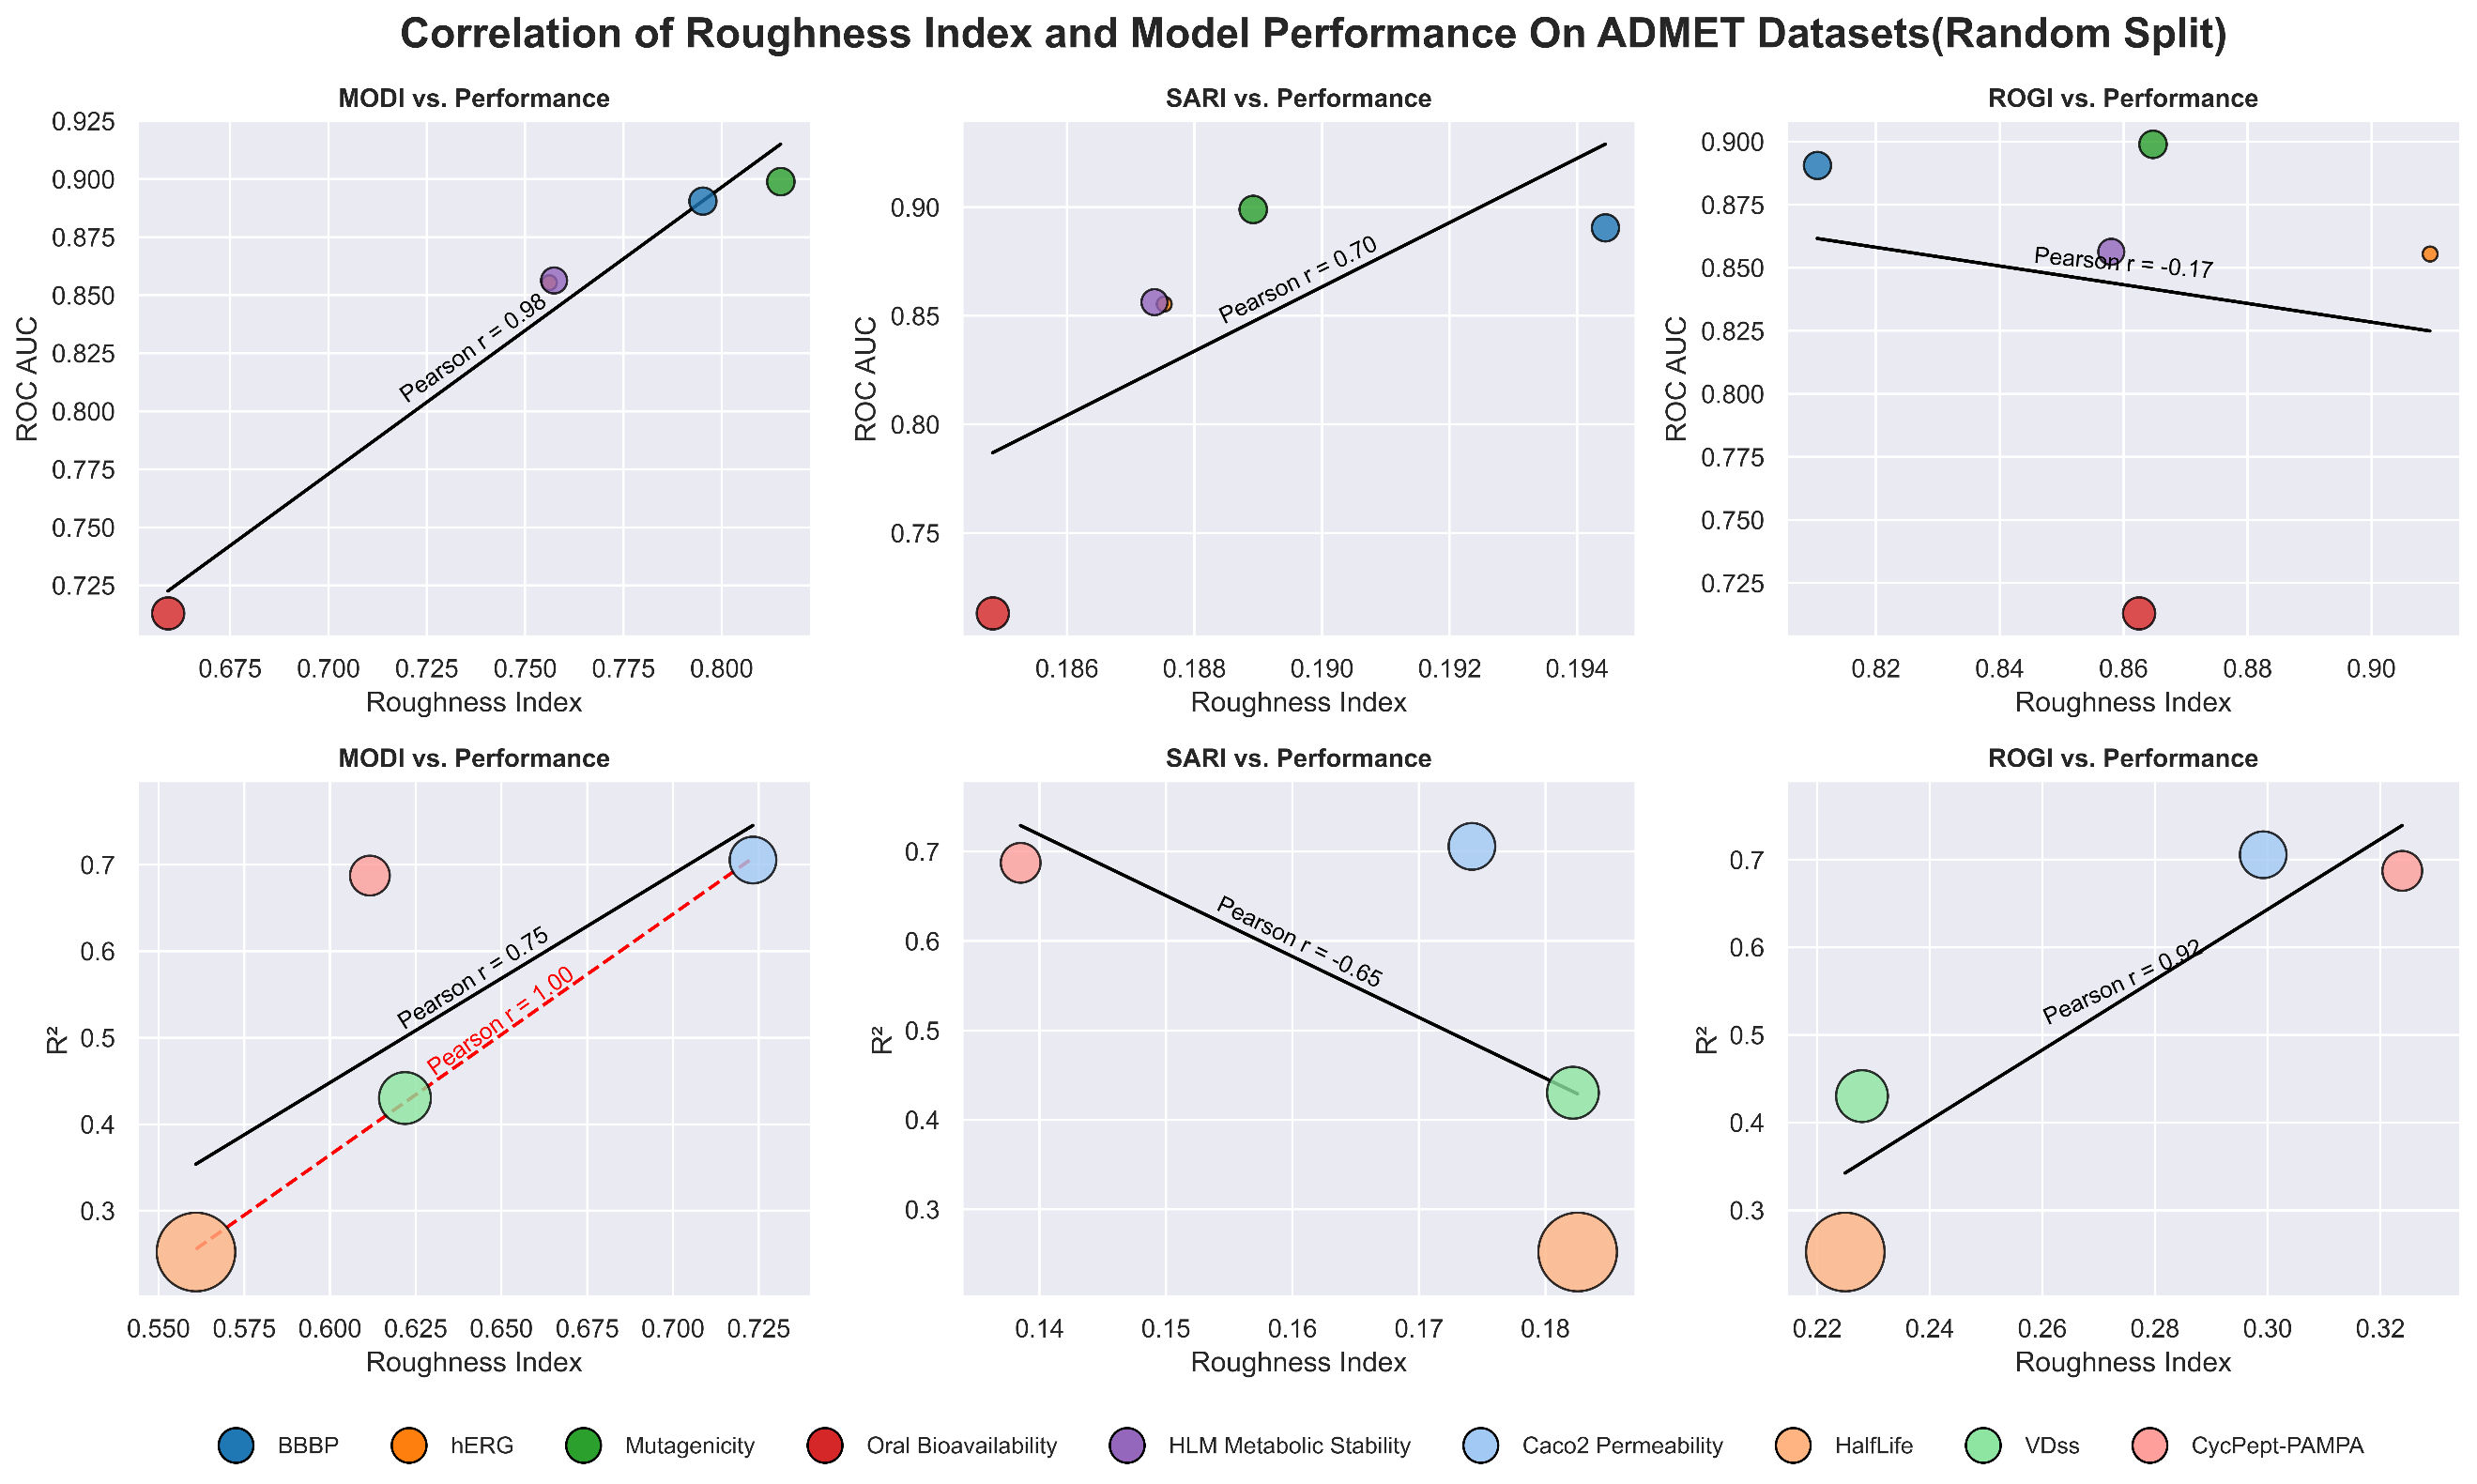 Correlation of Roughness Index and Model Performance On ADMET Datasets(Random Split)
MODI vs. Performance
0.925
0.900
0.875
0.850
0.825
0.800
0.775
0.750
0.725
ROC AUC
Pearson r = 0.98
0.675 0.700 0.725 0.750 0.775 0.800
Roughness Index
SARI vs. Performance
0.90
0.85
0.80
0.75
ROC AUC
Pearson r = 0.70
0.186 0.188 0.190 0.192 0.194
Roughness Index
ROGI vs. Performance
0.900
0.875
0.850
0.825
0.800
0.775
0.750
0.725
ROC AUC
Pearson r = -0.17
0.82 0.84 0.86 0.88 0.90
Roughness Index
MODI vs. Performance
0.7
0.6
0.5
0.4
0.3
R²
Pearson r = 0.75
Pearson r = 1.00
0.550 0.575 0.600 0.625 0.650 0.675 0.700 0.725
Roughness Index
SARI vs. Performance
0.7
0.6
0.5
0.4
0.3
R²
Pearson r = -0.65
0.14 0.15 0.16 0.17 0.18
Roughness Index
ROGI vs. Performance
0.7
0.6
0.5
0.4
0.3
R²
Pearson r = 0.92
0.22 0.24 0.26 0.28 0.30 0.32
Roughness Index
BBBP hERG Mutagenicity Oral Bioavailability HLM Metabolic Stability Caco2 Permeability HalfLife VDss CycPept-PAMPA